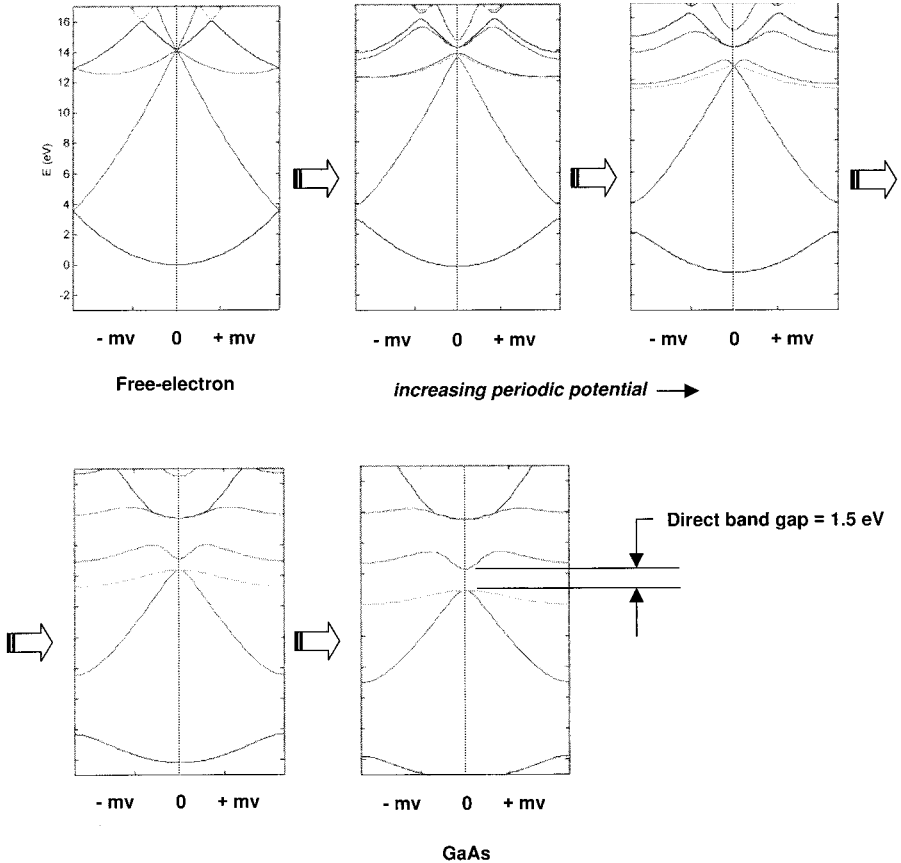 16
14
12
10
8
6
4
2
0
-2
E (eV)
- mv 0 + mv
- mv 0 + mv
- mv 0 + mv
Free-electron
increasing periodic potential
Direct band gap = 1.5 eV
- mv 0 + mv
- mv 0 + mv
GaAs